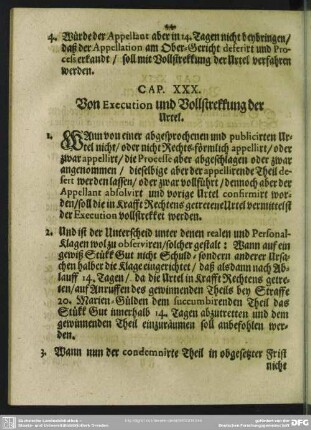 44
4. Würde der Appellant aber in 14. Tagen nicht beybringen/
daß der Appellation am Ober-Gericht deferirt und Pro-
ceß erkandt / soll mit Vollstrekkung der Urtel verfahren
werden.
CAP. XXX.
Von Execution und Vollstrekkung der
Urtel.
1. WAnn von einer abgesprochenen und publicirten Ur-
tel nicht/ oder nicht Rechts-förmlich appellirt/ oder
zwar appellirt/ die Processe aber abgeschlagen oder zwar
angenommen / dieselbige aber der appellirende Theil de-
sert werden lassen/ oder zwar vollführt / dennoch aber der
Appellant absolvirt und vorige Urtel confirmirt wor-
den/ soll die in Krafft Rechtens getretene Urtel vermittelst
der Execution vollstrekket werden.
2. Und ist der Unterscheid unter denen realen und Personal-
Klagen wol zu observiren/ solcher gestalt : Wann auf ein
gewiß Stükk Gut nicht Schuld- sondern anderer Ursa-
chen halber die Klage eingerichtet / daß alsdann nach Ab-
lauff 14. Tagen / da die Urtel in Krafft Rechtens getre-
ten/ auf Anruffen des gewinnenden Theils bey Straffe
20. Marien-Gülden dem succumbirenden Theil das
Stükk Gut innerhalb 14. Tagen abzutretten und dem
gewinnenden Theil einzuräumen soll anbefohlen wer-
den.
3. Wann nun der condemnirte Theil in obgesetzter Frist
nicht